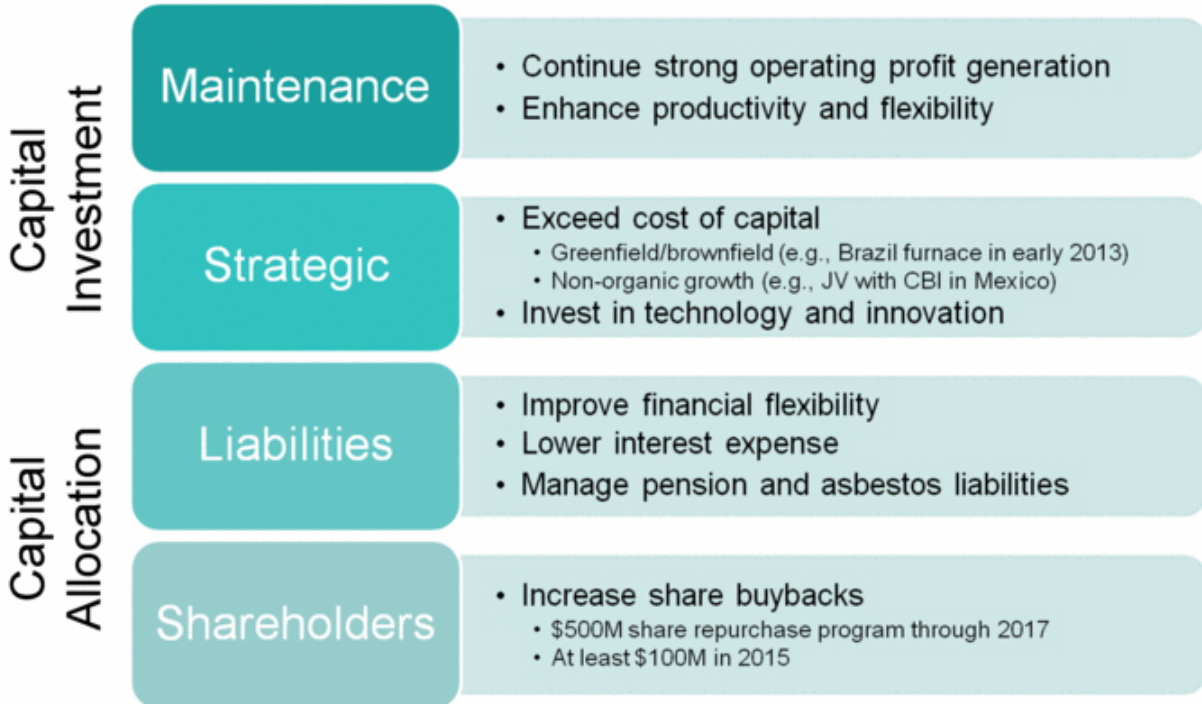 Capital
Investment
Maintenance
• Continue strong operating profit generation
• Enhance productivity and flexibility
Strategic
• Exceed cost of capital
• Greenfield/brownfield (e.g., Brazil furnace in early 2013)
• Non-organic growth (e.g., JV with CBI in Mexico)
• Invest in technology and innovation
Capital
Allocation
Liabilities
• Improve financial flexibility
• Lower interest expense
• Manage pension and asbestos liabilities
Shareholders
• Increase share buybacks
• $500M share repurchase program through 2017
• At least $100M in 2015